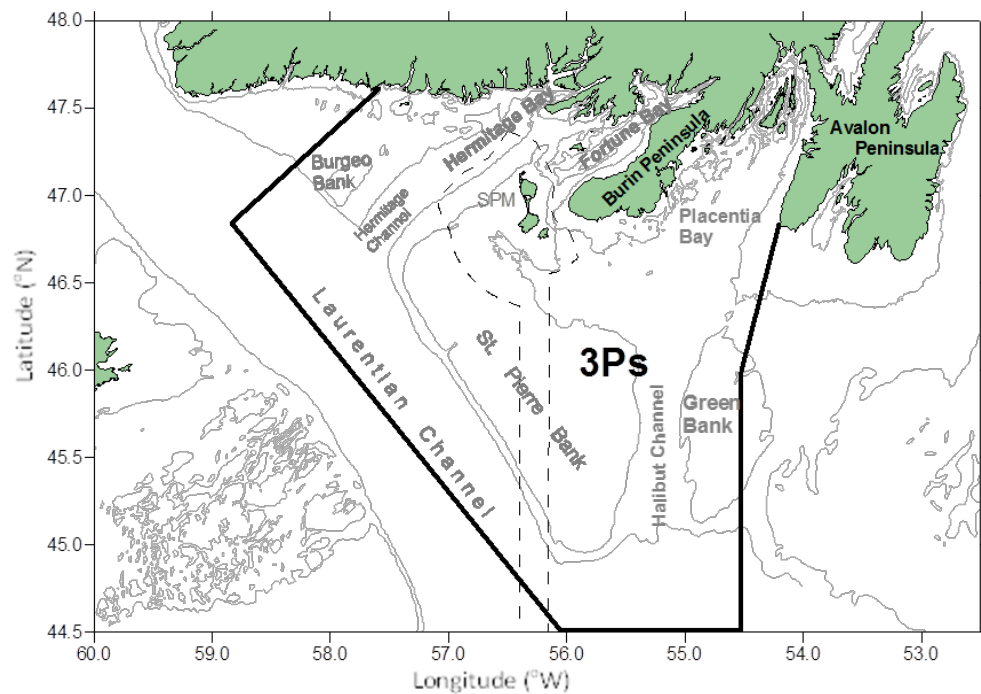 48.0
47.5
47.0
46.5
46.0
45.5
45.0
44.5
Latitude (°N)
60.0
59.0
58.0
57.0
56.0
55.0
54.0
53.0
Longitude (°W)
Burgeo
Bank
Hermitage Bay
Hermitage
Channel
SPM
Fortune Bay
Burin Peninsula
Avalon
Peninsula
Placentia
Bay
Laurentian Channel
St. Pierre Bank
3Ps
Halibut Channel
Green
Bank